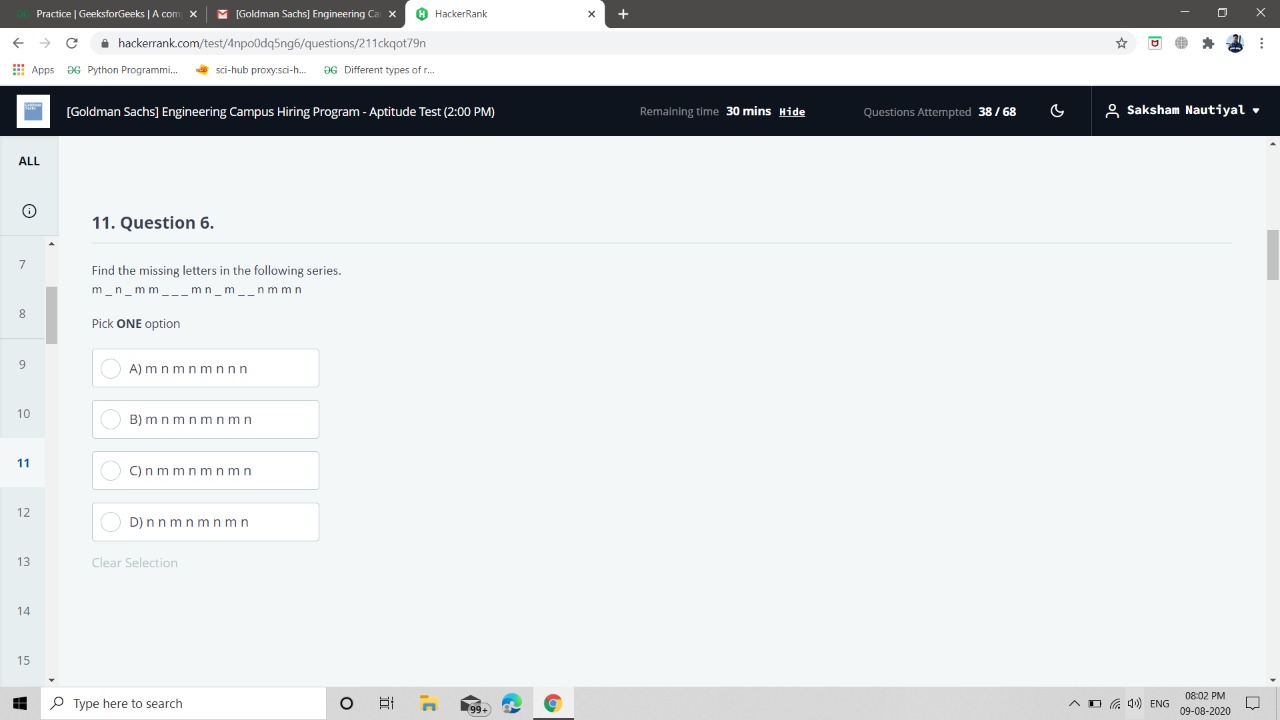 Practice | GeeksforGeeks | A com
[Goldman Sachs] Engineering Ca
HackerRank
hackerrank.com/test/4npo0dq5ng6/questions/211ckqot79n
Apps
Python Programmi...
sci-hub proxy:sci-h...
Different types of r...
[Goldman Sachs] Engineering Campus Hiring Program - Aptitude Test (2:00 PM)
Remaining time 30 mins Hide
Questions Attempted 38 / 68
Saksham Nautiyal
ALL
7
8
9
10
11
12
13
14
15
11. Question 6.
Find the missing letters in the following series.
m _ n _ m m _ _ _ m n _ m _ _ n m m n
Pick ONE option
A) m n m n m n n n
B) m n m n m n m n
C) n m m n m n m n
D) n n m n m n m n
Clear Selection
Type here to search
99+
ENG
08:02 PM
09-08-2020